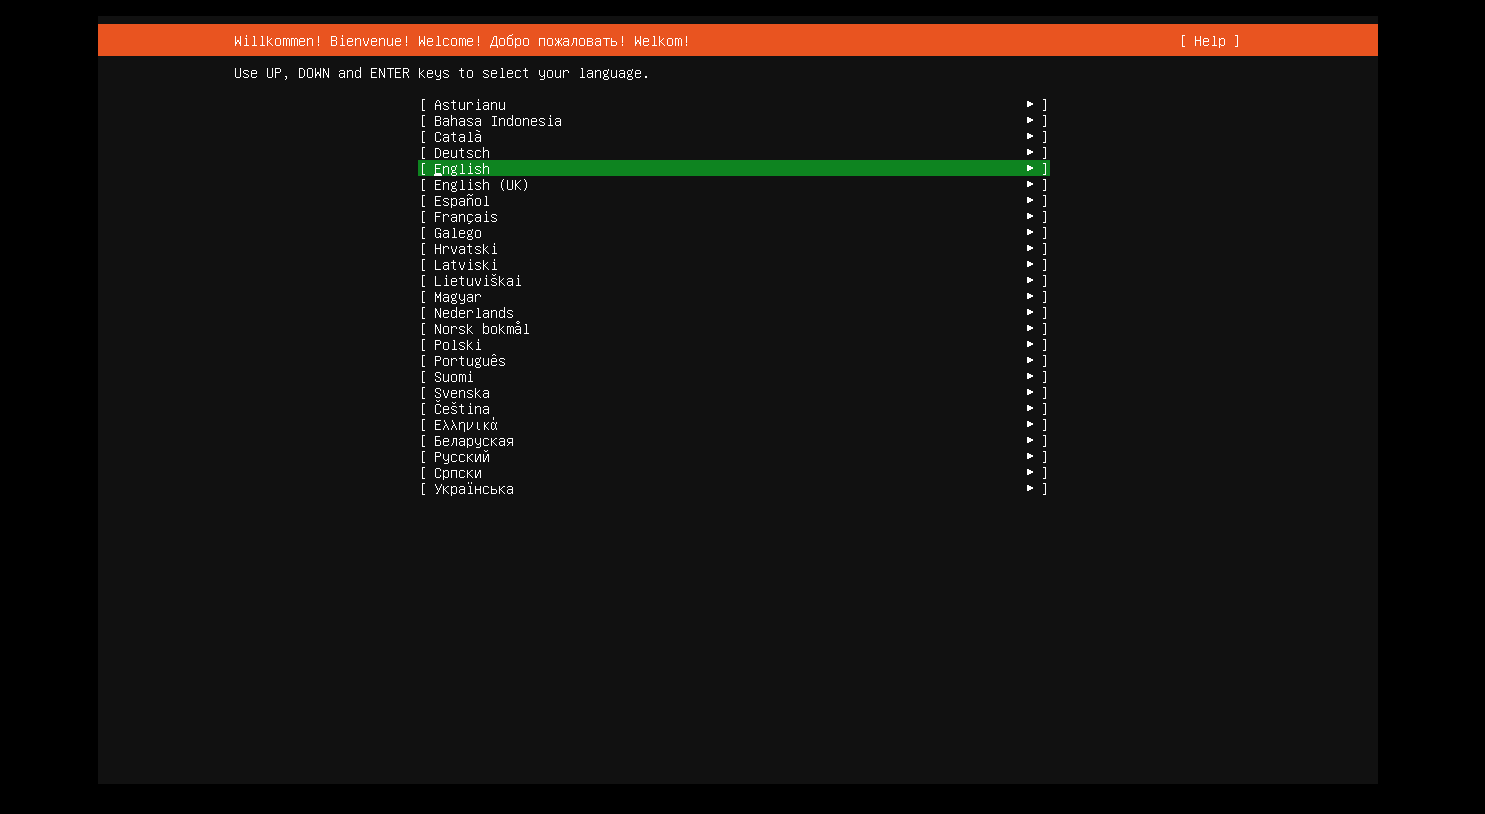 Willkommen! Bienvenue! Welcome! Добро пожаловать! Welkom! [ Help ]
Use UP, DOWN and ENTER keys to select your language.
[ Asturianu ▸ ]
[ Bahasa Indonesia ▸ ]
[ Català ▸ ]
[ Deutsch ▸ ]
[ English ▸ ]
[ English (UK) ▸ ]
[ Español ▸ ]
[ Français ▸ ]
[ Galego ▸ ]
[ Hrvatski ▸ ]
[ Latviski ▸ ]
[ Lietuviškai ▸ ]
[ Magyar ▸ ]
[ Nederlands ▸ ]
[ Norsk bokmål ▸ ]
[ Polski ▸ ]
[ Português ▸ ]
[ Suomi ▸ ]
[ Svenska ▸ ]
[ Čeština ▸ ]
[ Ελληνικά ▸ ]
[ Беларуская ▸ ]
[ Русский ▸ ]
[ Српски ▸ ]
[ Українська ▸ ]